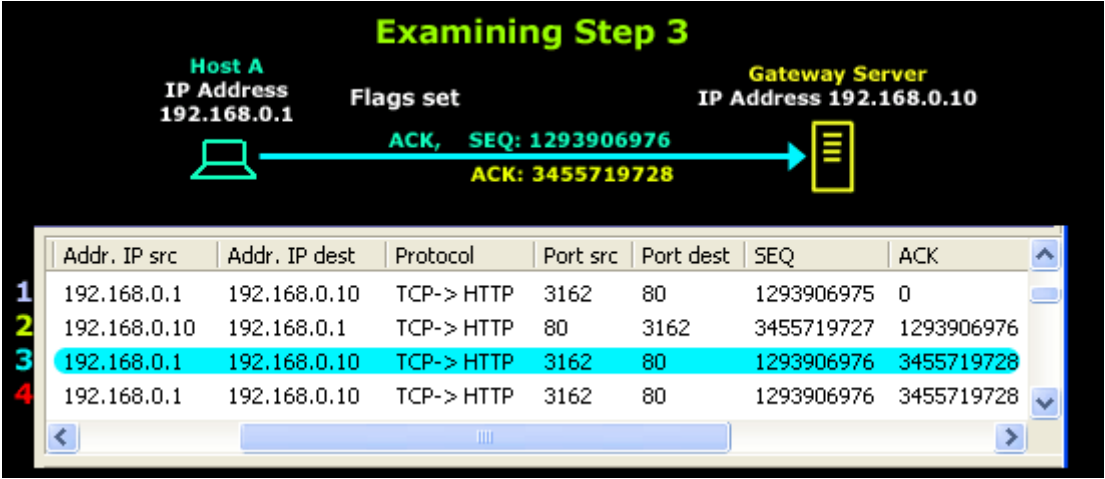 Examining Step 3
Host A
IP Address
192.168.0.1
Flags set
Gateway Server
IP Address 192.168.0.10
ACK, SEQ: 1293906976
ACK: 3455719728
Addr. IP src Addr. IP dest Protocol Port src Port dest SEQ ACK
1 192.168.0.1 192.168.0.10 TCP-> HTTP 3162 80 1293906975 0
2 192.168.0.10 192.168.0.1 TCP-> HTTP 80 3162 3455719727 1293906976
3 192.168.0.1 192.168.0.10 TCP-> HTTP 3162 80 1293906976 3455719728
4 192.168.0.1 192.168.0.10 TCP-> HTTP 3162 80 1293906976 3455719728